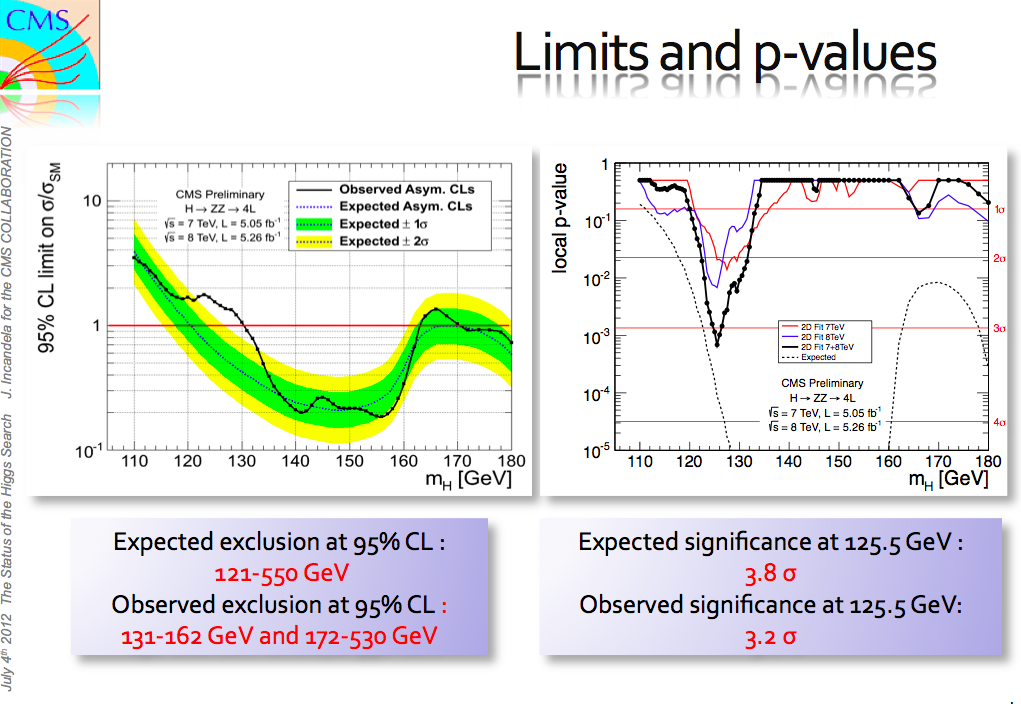 CMS
Limits and p-values
July 4th 2012 The Status of the Higgs Search J. Incandela for the CMS COLLABORATION
95% CL limit on σ/σSM
10
1
10-1
CMS Preliminary
H → ZZ → 4L
√s = 7 TeV, L = 5.05 fb-1
√s = 8 TeV, L = 5.26 fb-1
Observed Asym. CLs
Expected Asym. CLs
Expected ± 1σ
Expected ± 2σ
110 120 130 140 150 160 170 180
mH [GeV]
local p-value
1
10-1
10-2
10-3
10-4
10-5
1σ
2σ
3σ
4σ
2D Fit 7TeV
2D Fit 8TeV
2D Fit 7+8TeV
Expected
CMS Preliminary
H → ZZ → 4L
√s = 7 TeV, L = 5.05 fb-1
√s = 8 TeV, L = 5.26 fb-1
110 120 130 140 150 160 170 180
mH [GeV]
Expected exclusion at 95% CL :
121-550 GeV
Observed exclusion at 95% CL :
131-162 GeV and 172-530 GeV
Expected significance at 125.5 GeV :
3.8 σ
Observed significance at 125.5 GeV:
3.2 σ